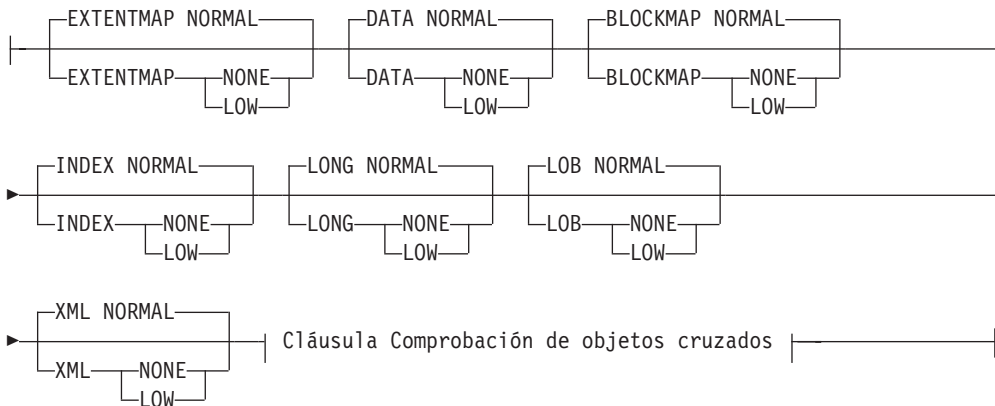 EXTENTMAP NORMAL DATA NORMAL BLOCKMAP NORMAL
EXTENTMAP NONE DATA NONE BLOCKMAP NONE
LOW LOW LOW
INDEX NORMAL LONG NORMAL LOB NORMAL
INDEX NONE LONG NONE LOB NONE
LOW LOW LOW
XML NORMAL
Cláusula Comprobación de objetos cruzados
XML NONE
LOW